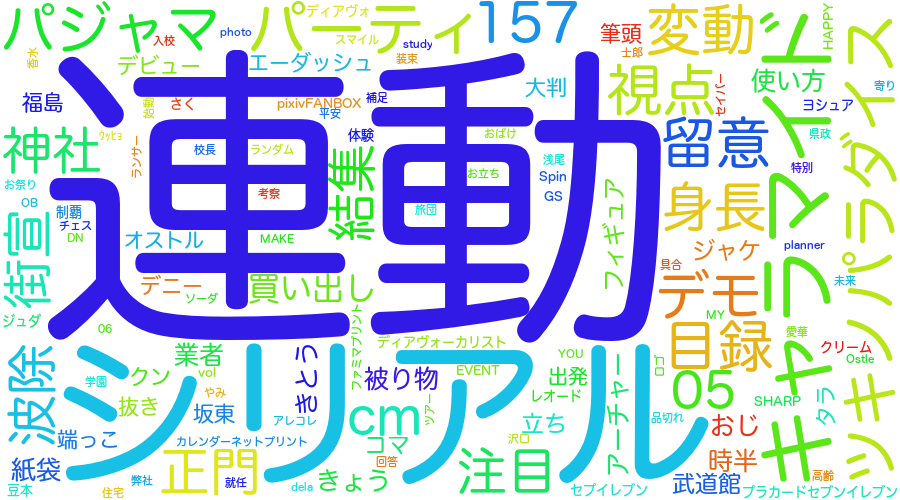 パジャマ
パーティ
ディアヴォ
157
筆頭
変動
HAPPY
ライド
キャラマイド
キッパラダイス
入校
photo
スマイル
study
装束
士郎
香水
デビュー
エーダッシュ
大判
視点
使い方
寄り
福島
さく
pixivFANBOX
補足
平安
ヨシュア
神社
ウッヒョ
ランサー
校長
ランダム
体験
おばけ
留意
県政
連動
結集
浅尾
特別
お祭り
考察
お立ち
Spin
GS
身長
OB
制覇
チェス
DN
旅団
フィギュア
街宣
オストル
MAKE
ジャケ
planner
具合
デニー
ソーダ
買い出し
デモ
未来
ジュダ
06
ファミマプリント
MY
愛華
目録
クリーム
Ostle
波除
シリアル
業者
vol
きとう
ディアヴォーカリスト
YOU
EVENT
ロゴ
学園
クン
被り物
出発
05
SHARP
タラ
抜き
やみ
坂東
アレコレ
cm
ツアー
レオード
アーチャー
品切れ
おじ
端っこ
カレンダーネットプリント
コマ
沢口
立ち
紙袋
正門
回答
注目
時半
高齢
豆本
住宅
弊社
就任
dela
きょう
セブイレブン
武道館
プラカードセブンイレブン